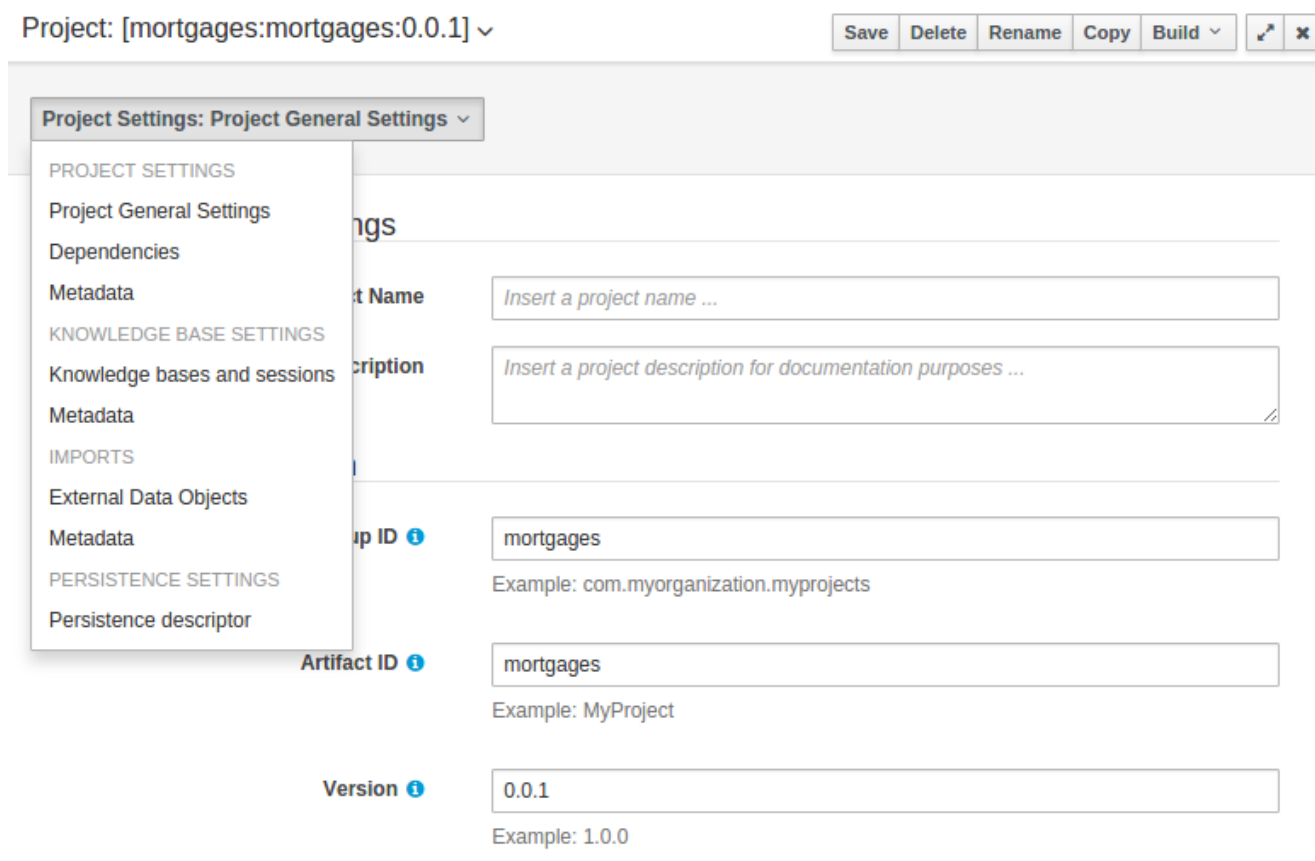 Project: [mortgages:mortgages:0.0.1]
Save Delete Rename Copy Build
Project Settings: Project General Settings
PROJECT SETTINGS
Project General Settings
Dependencies
Metadata
KNOWLEDGE BASE SETTINGS
Knowledge bases and sessions
Metadata
IMPORTS
External Data Objects
Metadata
PERSISTENCE SETTINGS
Persistence descriptor
Name
Insert a project name ...
Insert a project description for documentation purposes ...
ID
mortgages
Example: com.myorganization.myprojects
Artifact ID
mortgages
Example: MyProject
Version
0.0.1
Example: 1.0.0